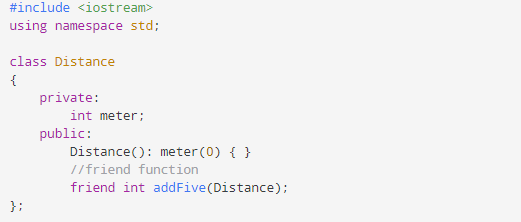 #include <iostream>
using namespace std;
class Distance
{
private:
int meter;
public:
Distance(): meter(0) { }
//friend function
friend int addFive(Distance);
};